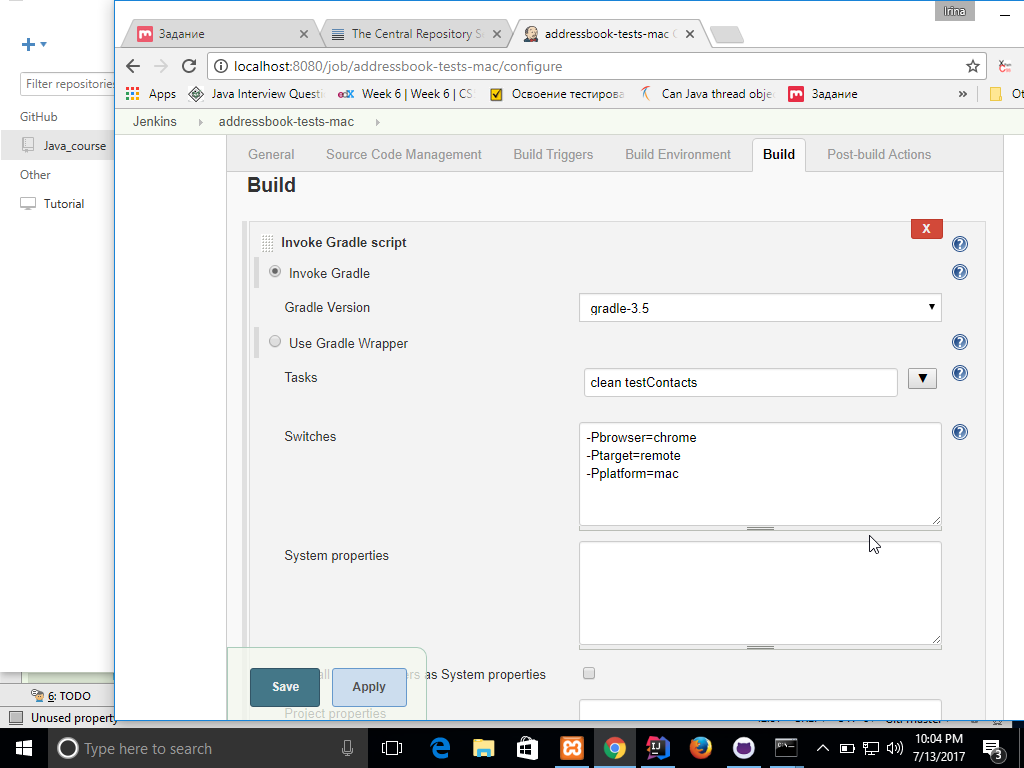 Irina
Задание
The Central Repository S
addressbook-tests-mac C
localhost:8080/job/addressbook-tests-mac/configure
Apps
Java Interview Questi
edX
Week 6 | Week 6 | CS
Освоение тестирова
Can Java thread obje
Задание
»
От
Filter repositories
GitHub
Java_course
Other
Tutorial
Jenkins
addressbook-tests-mac
General
Source Code Management
Build Triggers
Build Environment
Build
Post-build Actions
Build
Invoke Gradle script
X
Invoke Gradle
Gradle Version
gradle-3.5
Use Gradle Wrapper
Tasks
clean testContacts
Switches
-Pbrowser=chrome
-Ptarget=remote
-Pplatform=mac
System properties
as System properties
Save
Apply
Project properties
6: TODO
Unused property
Type here to search
10:04 PM
7/13/2017
3